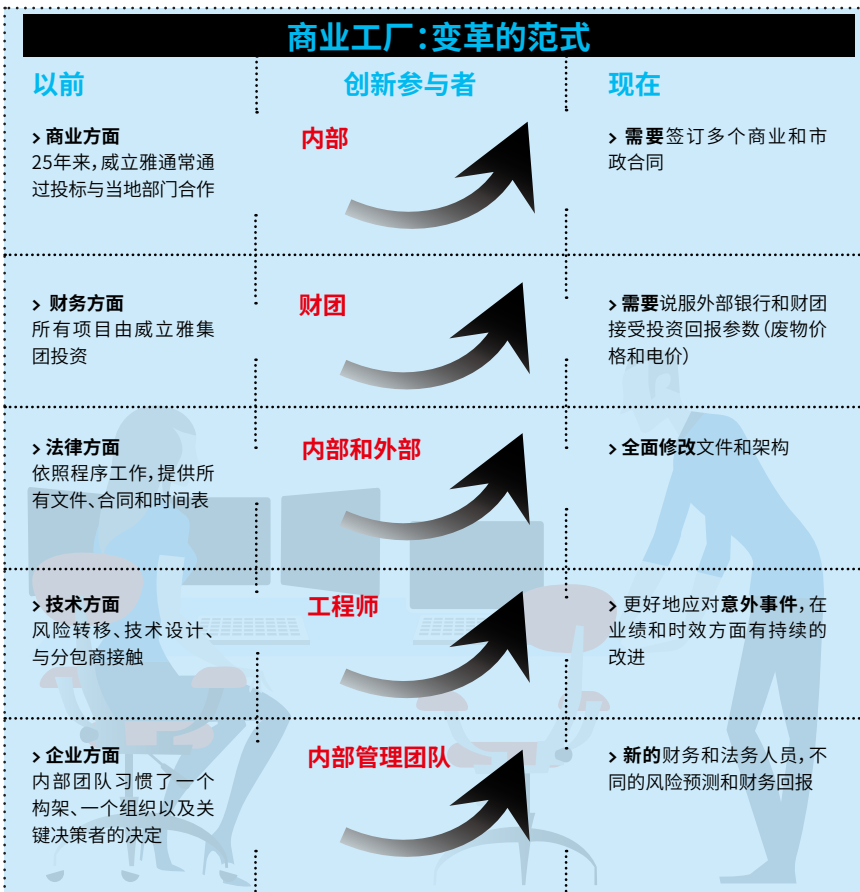 商业工厂：变革的范式
以前
创新参与者
现在
› 商业方面
25年来，威立雅通常通
过投标与当地部门合作
内部
› 需要签订多个商业和市
政合同
› 财务方面
所有项目由威立雅集
团投资
财团
› 需要说服外部银行和财团
接受投资回报参数（废物价
格和电价）
› 法律方面
依照程序工作，提供所
有文件、合同和时间表
内部和外部
› 全面修改文件和架构
› 技术方面
风险转移、技术设计、
与分包商接触
工程师
› 更好地应对意外事件，在
业绩和时效方面有持续的
改进
› 企业方面
内部团队习惯了一个
构架、一个组织以及关
键决策者的决定
内部管理团队
› 新的财务和法务人员，不
同的风险预测和财务回报